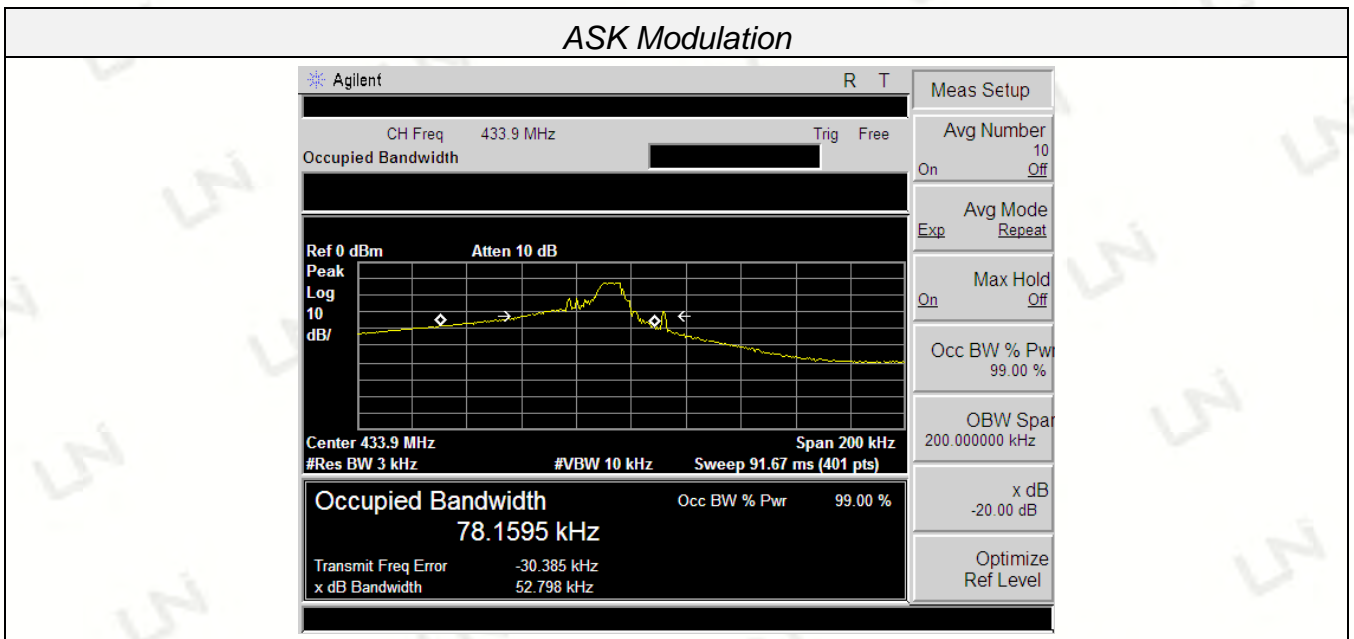 ASK Modulation
Agilent R T
Meas Setup
CH Freq 433.9 MHz Trig Free
Occupied Bandwidth
Avg Number
10
On Off
Avg Mode
Exp Repeat
Max Hold
On Off
Occ BW % Pwr
99.00 %
OBW Span
200.000000 kHz
x dB
-20.00 dB
Optimize
Ref Level
Ref 0 dBm Atten 10 dB
Peak
Log
10
dB/
Center 433.9 MHz Span 200 kHz
#Res BW 3 kHz #VBW 10 kHz Sweep 91.67 ms (401 pts)
Occupied Bandwidth Occ BW % Pwr 99.00 %
78.1595 kHz
Transmit Freq Error -30.385 kHz
x dB Bandwidth 52.798 kHz